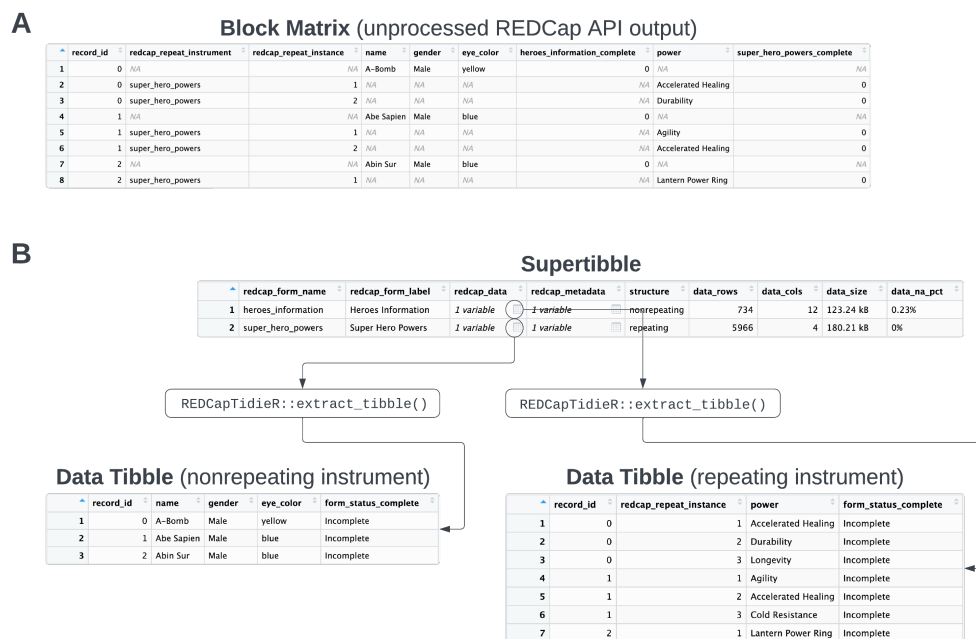 A
Block Matrix (unprocessed REDCap API output)
record_id redcap_repeat_instrument redcap_repeat_instance name gender eye_color heroes_information_complete power super_hero_powers_complete
1 0 NA NA A-Bomb Male yellow 0 NA NA
2 0 super_hero_powers 1 NA NA NA NA Accelerated Healing 0
3 0 super_hero_powers 2 NA NA NA NA Durability 0
4 1 NA NA Abe Sapien Male blue 0 NA NA
5 1 super_hero_powers 1 NA NA NA NA Agility 0
6 1 super_hero_powers 2 NA NA NA NA Accelerated Healing 0
7 2 NA NA Abin Sur Male blue 0 NA NA
8 2 super_hero_powers 1 NA NA NA NA Lantern Power Ring 0
B
Supertibble
redcap_form_name redcap_form_label redcap_data redcap_metadata structure data_rows data_cols data_size data_na_pct
1 heroes_information Heroes Information 1 variable 1 variable nonrepeating 734 12 123.24 kB 0.23%
2 super_hero_powers Super Hero Powers 1 variable 1 variable repeating 5966 4 180.21 kB 0%
REDCapTidieR::extract_tibble()
REDCapTidieR::extract_tibble()
Data Tibble (nonrepeating instrument)
record_id name gender eye_color form_status_complete
1 0 A-Bomb Male yellow Incomplete
2 1 Abe Sapien Male blue Incomplete
3 2 Abin Sur Male blue Incomplete
Data Tibble (repeating instrument)
record_id redcap_repeat_instance power form_status_complete
1 0 1 Accelerated Healing Incomplete
2 0 2 Durability Incomplete
3 0 3 Longevity Incomplete
4 1 1 Agility Incomplete
5 1 2 Accelerated Healing Incomplete
6 1 3 Cold Resistance Incomplete
7 2 1 Lantern Power Ring Incomplete